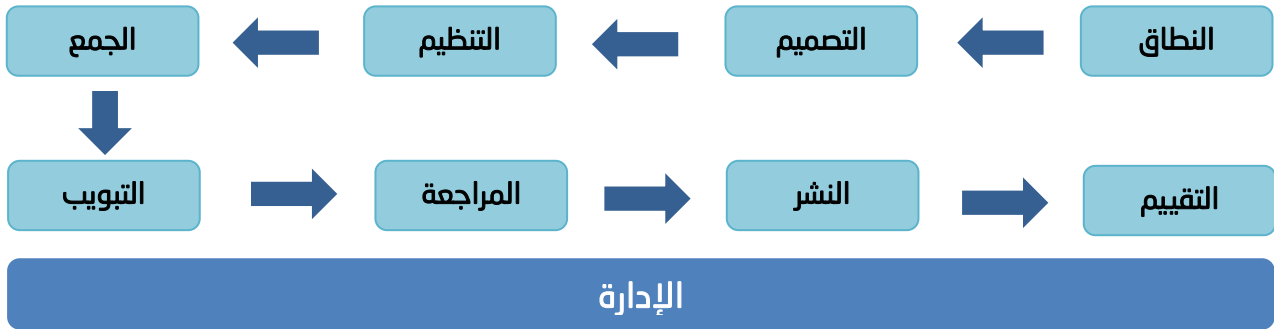 النطاق
التصميم
التنظيم
الجمع
التبويب
المراجعة
النشر
التقييم
الإدارة